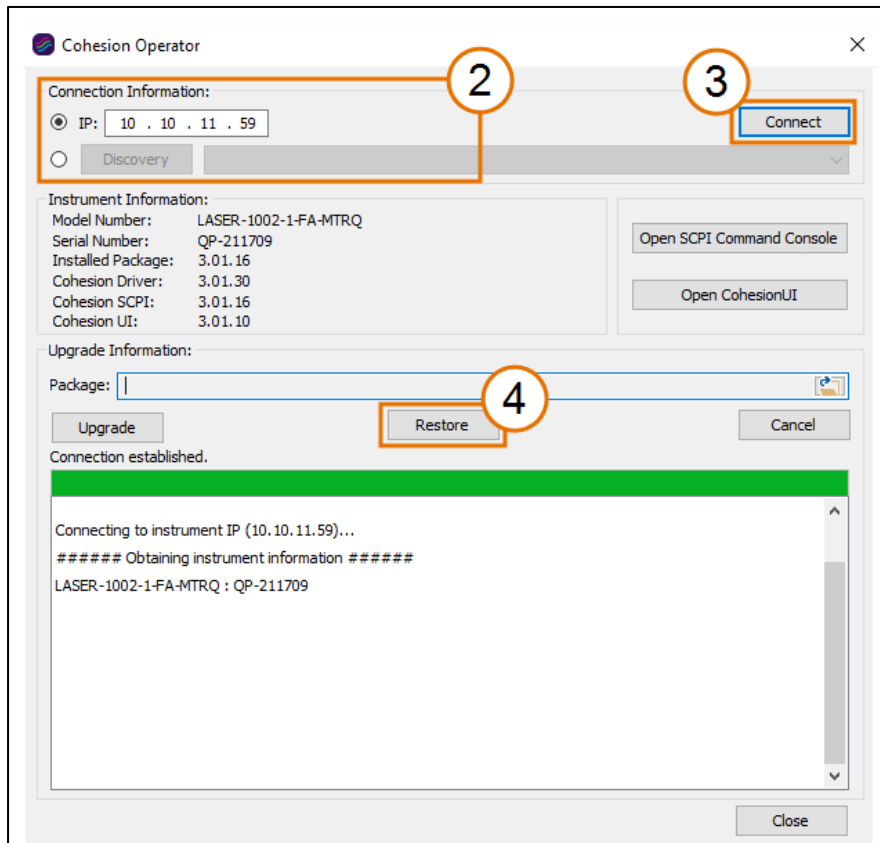 Cohesion Operator
2
3
Connection Information:
IP: 10 . 10 . 11 . 59
Connect
Discovery
Instrument Information:
Model Number: LASER-1002-1-FA-MTRQ
Serial Number: QP-211709
Installed Package: 3.01.16
Cohesion Driver: 3.01.30
Cohesion SCPI: 3.01.16
Cohesion UI: 3.01.10
Open SCPI Command Console
Open CohesionUI
Upgrade Information:
Package:
4
Upgrade
Restore
Cancel
Connection established.
Connecting to instrument IP (10.10.11.59)...
###### Obtaining instrument information ######
LASER-1002-1-FA-MTRQ : QP-211709
Close